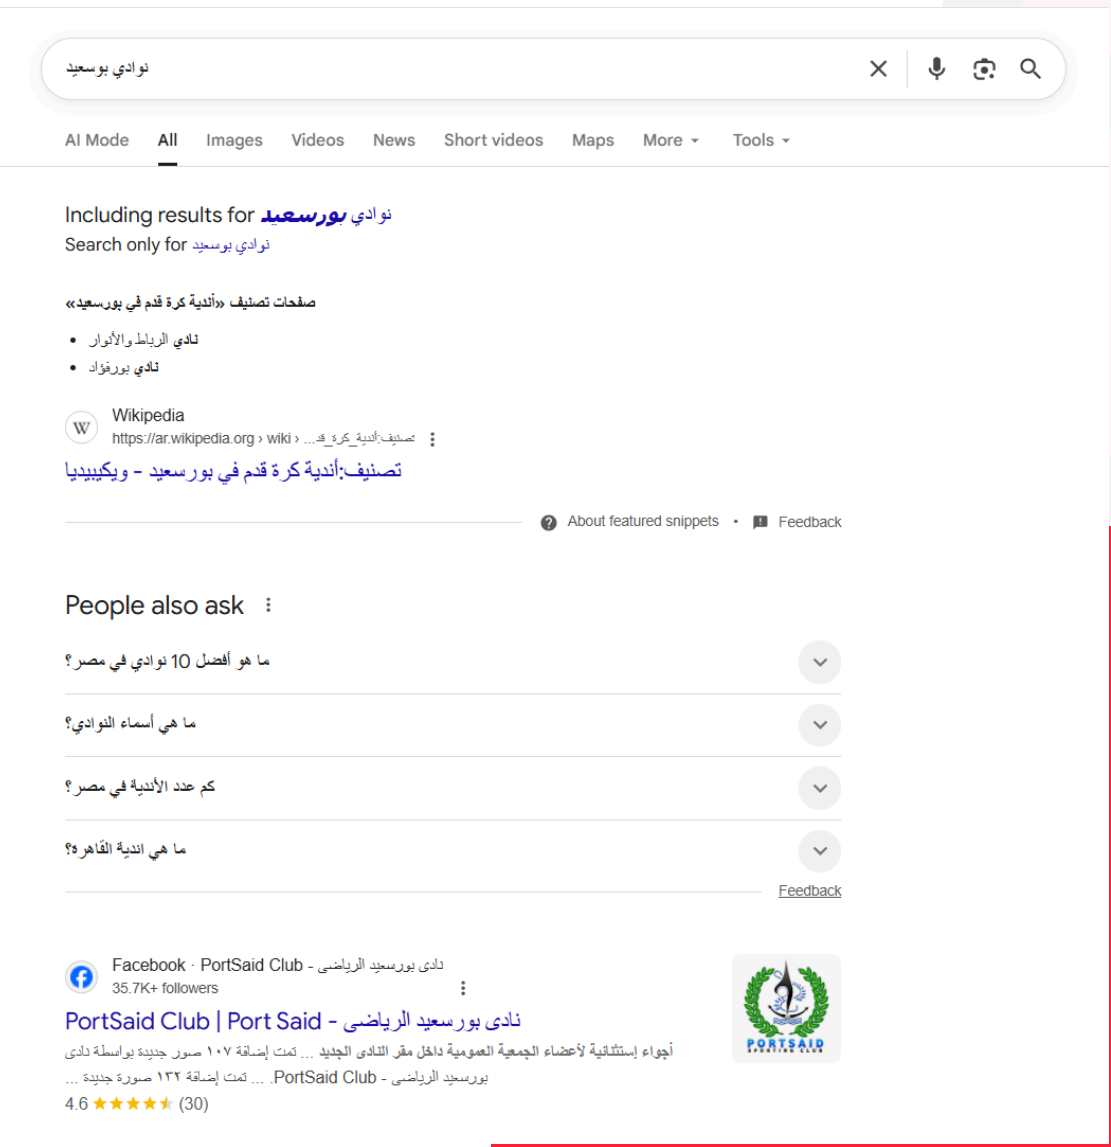 نوادي بوسعيد
AI Mode All Images Videos News Short videos Maps More Tools
Including results for نوادي بورسعيد
Search only for نوادي بوسعيد
صفحات تصنيف «أندية كرة قدم في بورسعيد»
نادي الرباط والأنوار
نادي بورفؤاد
W
Wikipedia
https://ar.wikipedia.org › wiki › تصنيف:أندية_كرة_قد...
تصنيف:أندية كرة قدم في بورسعيد - ويكيبيديا
About featured snippets • Feedback
People also ask
ما هو أفضل 10 نوادي في مصر؟
ما هي أسماء النوادي؟
كم عدد الأندية في مصر؟
ما هي اندية القاهرة؟
Feedback
Facebook · PortSaid Club - نادى بورسعيد الرياضى
35.7K+ followers
PortSaid Club | Port Said - نادى بورسعيد الرياضى
أجواء إستثنائية لأعضاء الجمعية العمومية داخل مقر النادى الجديد ... تمت إضافة ١٠٧ صور جديدة بواسطة نادى
بورسعيد الرياضى - PortSaid Club. ... تمت إضافة ١٣٢ صورة جديدة ...
4.6 (30)
PORTSAID
SPORTING CLUB